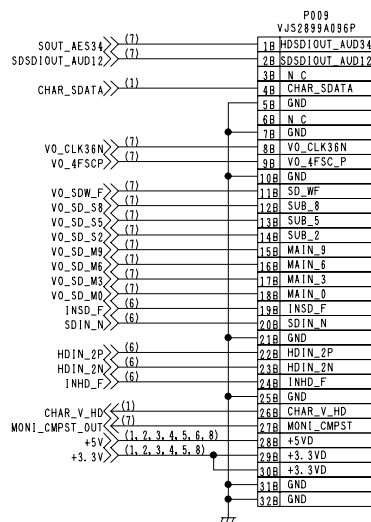 P009
VJS2899A096P
SOUT_AES34 (7) 1B HDSDIOUT_AUD34
SDSDIOUT_AUD12 (7) 2B SDSDIOUT_AUD12
3B N C
CHAR_SDATA (1) 4B CHAR_SDATA
5B GND
6B N C
7B GND
VO_CLK36N (7) 8B VO_CLK36N
VO_4FSCP (7) 9B VO_4FSC_P
10B GND
VO_SDW_F (7) 11B SD_WF
VO_SD_S8 (7) 12B SUB_8
VO_SD_S5 (7) 13B SUB_5
VO_SD_S2 (7) 14B SUB_2
VO_SD_M9 (7) 15B MAIN_9
VO_SD_M6 (7) 16B MAIN_6
VO_SD_M3 (7) 17B MAIN_3
VO_SD_M0 (7) 18B MAIN_0
INSD_F (6) 19B INSD_F
SDIN_N (6) 20B SDIN_N
21B GND
HDIN_2P (6) 22B HDIN_2P
HDIN_2N (6) 23B HDIN_2N
INHD_F (6) 24B INHD_F
25B GND
CHAR_V_HD (1) 26B CHAR_V_HD
MONI_CMPST_OUT (7) 27B MONI_CMPST
+5V (1, 2, 3, 4, 5, 6, 8) 28B +5VD
+3. 3V (1, 2, 3, 4, 5, 8) 29B +3. 3VD
30B +3. 3VD
31B GND
32B GND